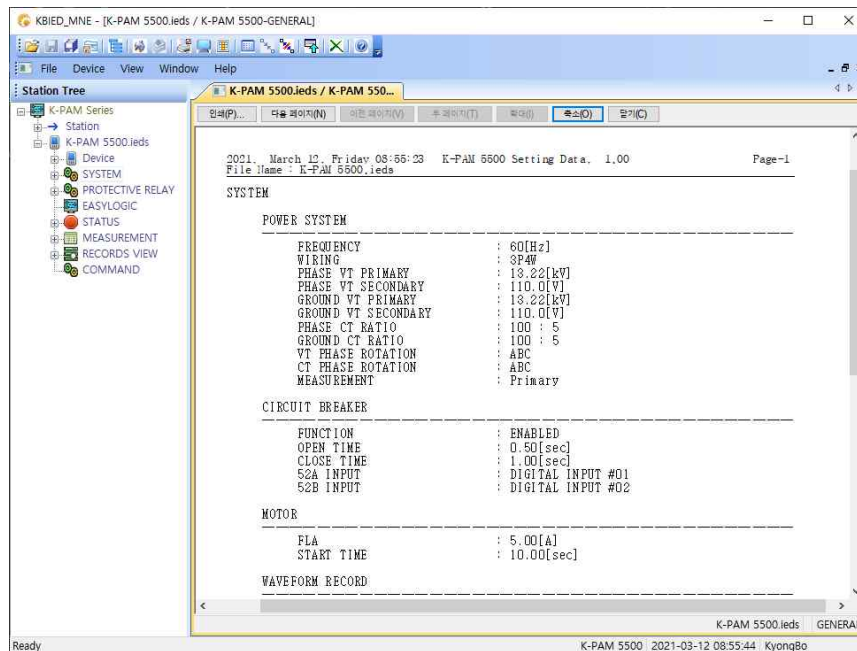 KBIED_MNE - [K-PAM 5500.ieds / K-PAM 5500-GENERAL]
File Device View Window Help
Station Tree
K-PAM 5500.ieds / K-PAM 550...
K-PAM Series
Station
K-PAM 5500.ieds
Device
SYSTEM
PROTECTIVE RELAY
EASYLOGIC
STATUS
MEASUREMENT
RECORDS VIEW
COMMAND
인쇄(P)... 다음 페이지(N) 이전 페이지(V) 두 페이지(T) 확대(I) 축소(O) 닫기(C)
2021. March 12. Friday 08:55:23 K-PAM 5500 Setting Data. 1.00 Page-1
File Name : K-PAM 5500.ieds
SYSTEM
POWER SYSTEM
FREQUENCY : 60[Hz]
WIRING : 3P4W
PHASE VT PRIMARY : 13.22[kV]
PHASE VT SECONDARY : 110.0[V]
GROUND VT PRIMARY : 13.22[kV]
GROUND VT SECONDARY : 110.0[V]
PHASE CT RATIO : 100 : 5
GROUND CT RATIO : 100 : 5
VT PHASE ROTATION : ABC
CT PHASE ROTATION : ABC
MEASUREMENT : Primary
CIRCUIT BREAKER
FUNCTION : ENABLED
OPEN TIME : 0.50[sec]
CLOSE TIME : 1.00[sec]
52A INPUT : DIGITAL INPUT #01
52B INPUT : DIGITAL INPUT #02
MOTOR
FLA : 5.00[A]
START TIME : 10.00[sec]
WAVEFORM RECORD
K-PAM 5500.ieds GENERA
Ready K-PAM 5500 2021-03-12 08:55:44 KyongBo